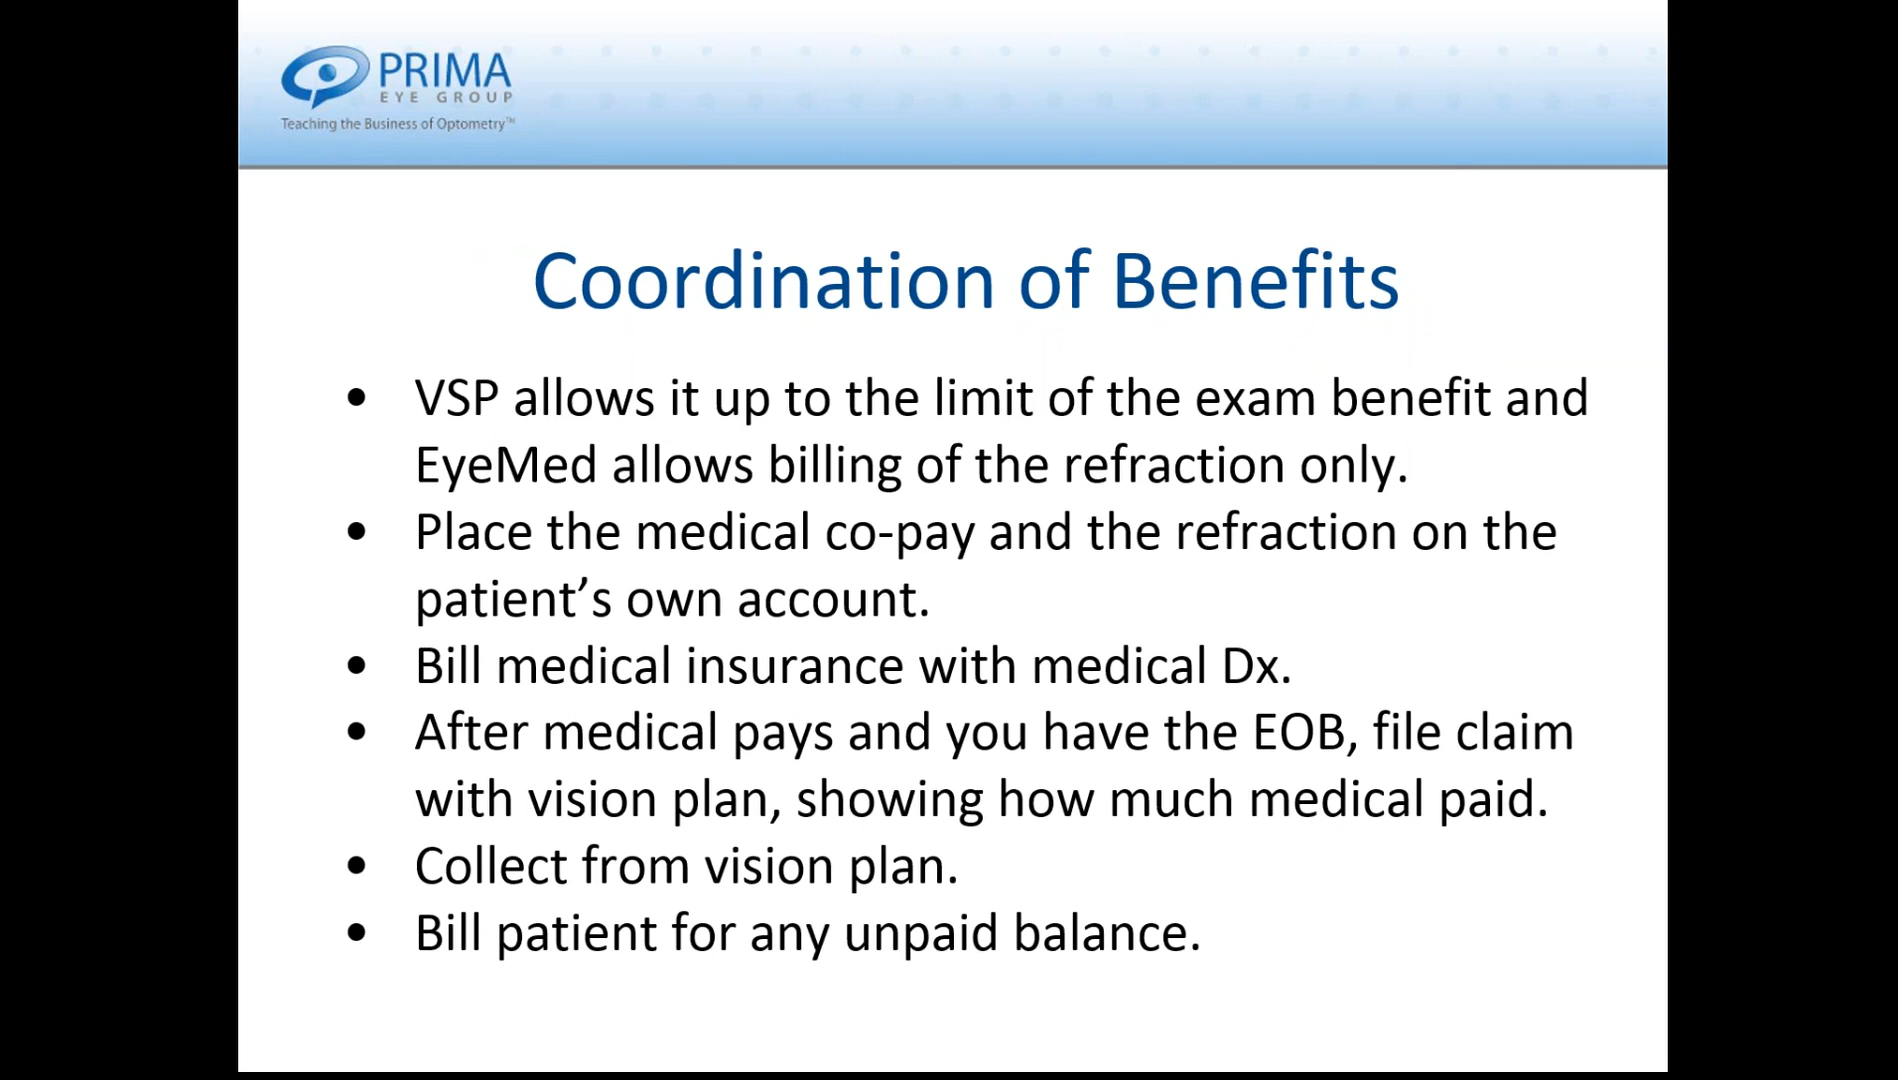 PRIMA
EYE GROUP
Teaching the Business of Optometry™
Coordination of Benefits
• VSP allows it up to the limit of the exam benefit and
EyeMed allows billing of the refraction only.
• Place the medical co-pay and the refraction on the
patient’s own account.
• Bill medical insurance with medical Dx.
• After medical pays and you have the EOB, file claim
with vision plan, showing how much medical paid.
• Collect from vision plan.
• Bill patient for any unpaid balance.